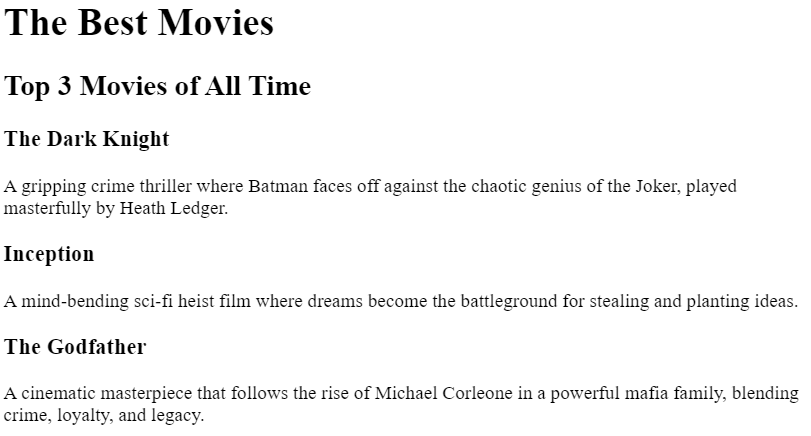 The Best Movies
Top 3 Movies of All Time
The Dark Knight
A gripping crime thriller where Batman faces off against the chaotic genius of the Joker, played
masterfully by Heath Ledger.
Inception
A mind-bending sci-fi heist film where dreams become the battleground for stealing and planting ideas.
The Godfather
A cinematic masterpiece that follows the rise of Michael Corleone in a powerful mafia family, blending
crime, loyalty, and legacy.